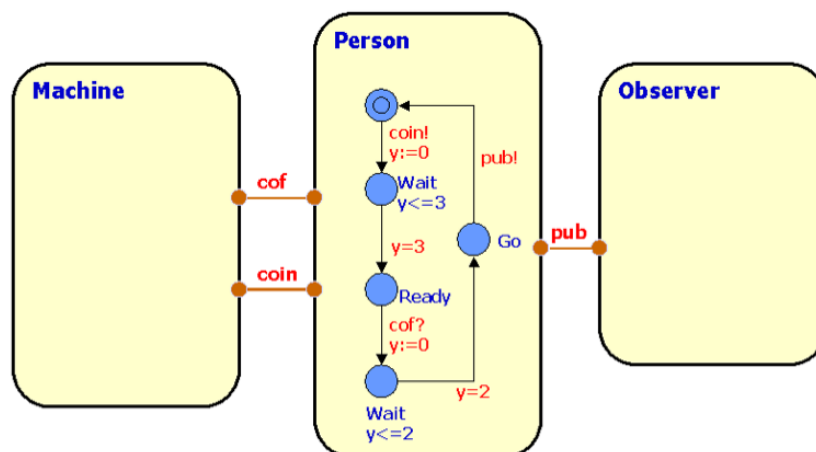 Machine
cof
coin
Person
coin!
y:=0
Wait
y<=3
y=3
Ready
cof?
y:=0
Wait
y<=2
y=2
Go
pub!
pub
Observer